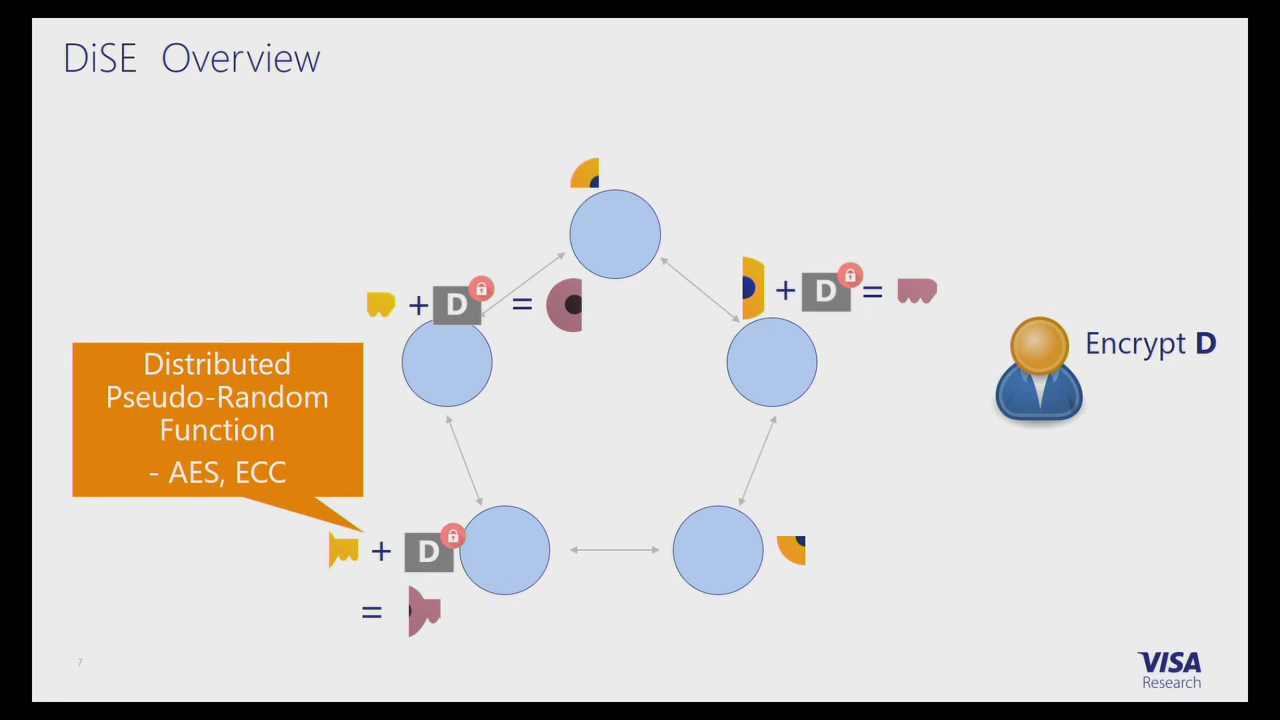 DiSE Overview
+ D =
+ D =
Encrypt D
Distributed
Pseudo-Random
Function
- AES, ECC
+ D
=
7
VISA
Research